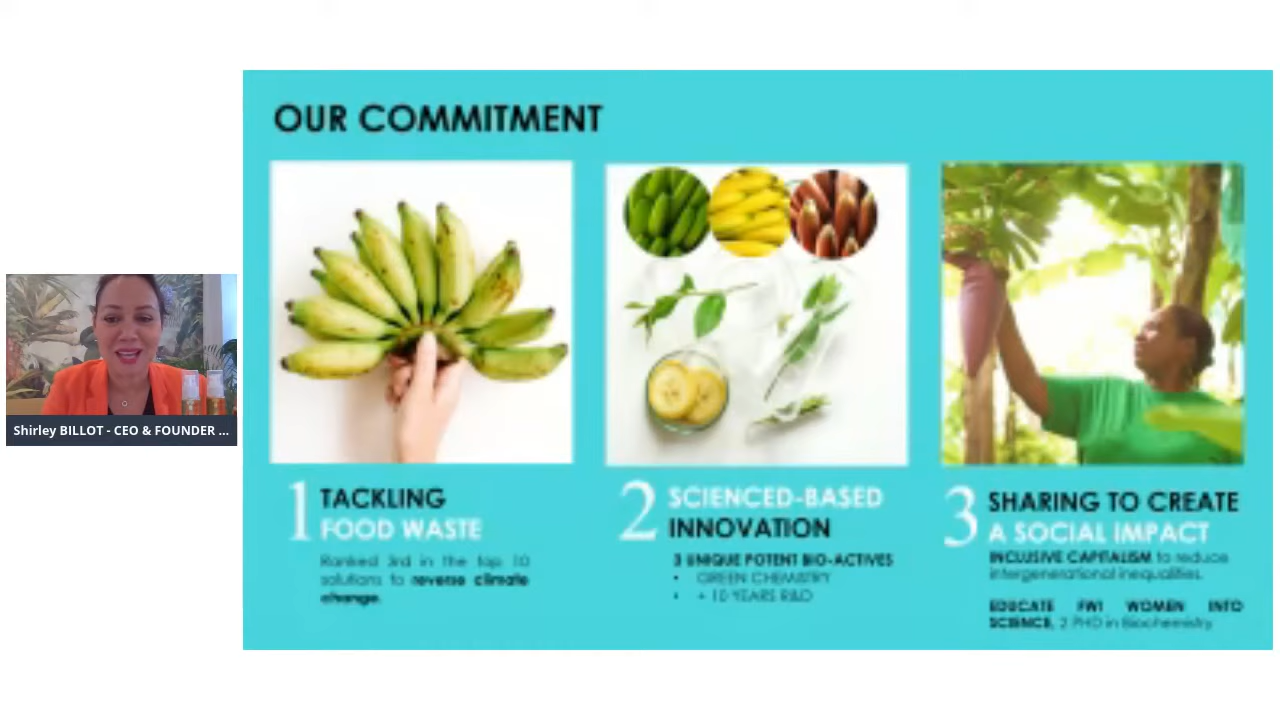 OUR COMMITMENT
1 TACKLING
FOOD WASTE
Ranked 3rd in the top 10
solutions to reverse climate
change.
2 SCIENCED-BASED
INNOVATION
3 UNIQUE POTENT BIO-ACTIVES
• GREEN CHEMISTRY
• + 10 YEARS R&D
3 SHARING TO CREATE
A SOCIAL IMPACT
INCLUSIVE CAPITALISM to reduce
intergenerational inequalities.
EDUCATE FWI WOMEN INTO
SCIENCE, 2 PHD in Biochemistry
Shirley BILLOT - CEO & FOUNDER ...